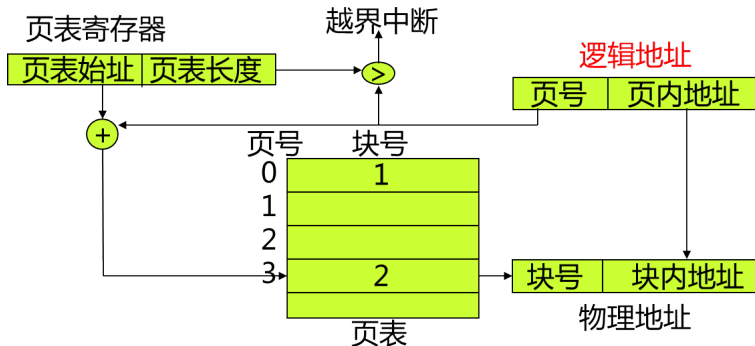 页表寄存器
越界中断
逻辑地址
页表始址 页表长度
>
页号 页内地址
+
页号 块号
0 1
1
2
3 2
块号 块内地址
页表
物理地址